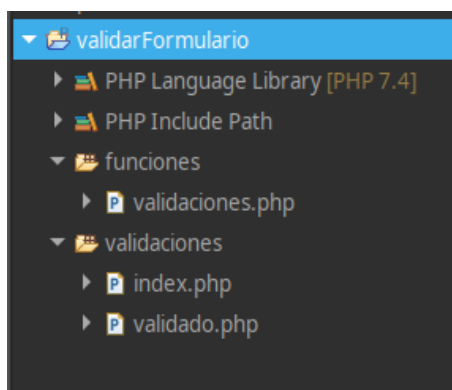 validarFormulario
PHP Language Library [PHP 7.4]
PHP Include Path
funciones
validaciones.php
validaciones
index.php
validado.php